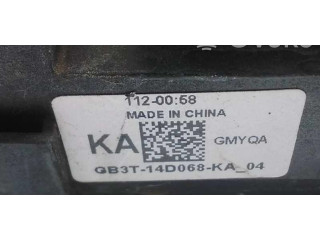 112-00:58
MADE IN CHINA
KA
GMYQA
GB3T-14D068-KA_04